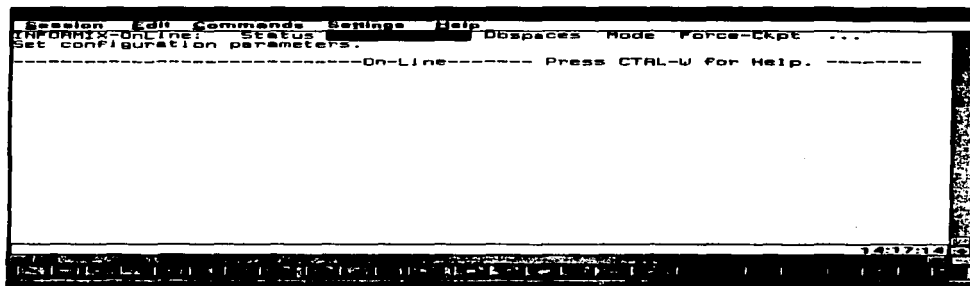 Session Edit Commands Settings Help
INFORMIX-OnLine: Status Dbspaces Mode Force-Ckpt ...
Set configuration parameters.
------------------------------On-Line------- Press CTRL-W for Help. --------
14:17:14